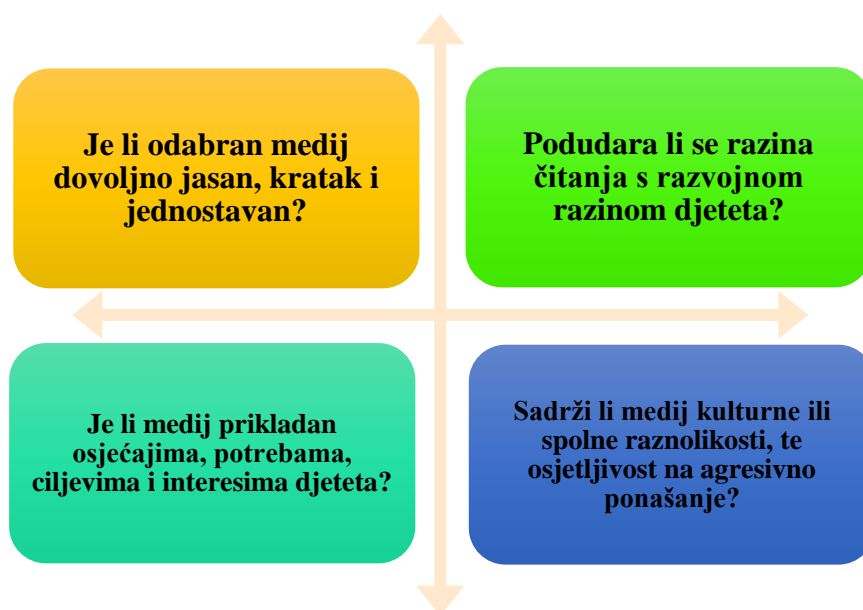 Je li odabran medij
dovoljno jasan, kratak i
jednostavan?
Podudara li se razina
čitanja s razvojnom
razinom djeteta?
Je li medij prikladan
osjećajima, potrebama,
ciljevima i interesima djeteta?
Sadrži li medij kulturne ili
spolne raznolikosti, te
osjetljivost na agresivno
ponašanje?